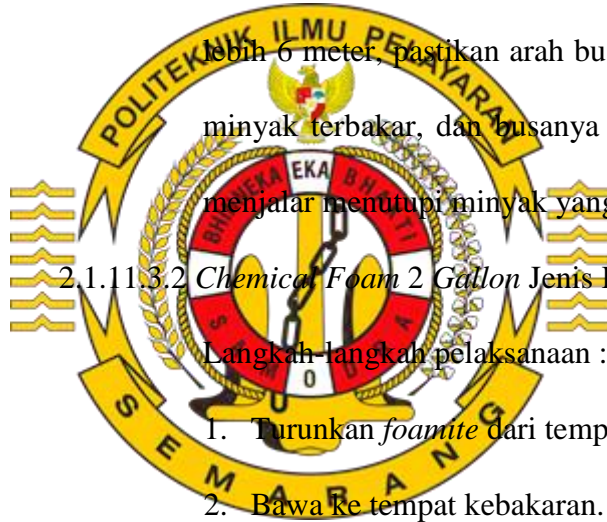 POLITEKNIK ILMU PELAYARAN
lebih 6 meter, pastikan arah bu
minyak terbakar, dan busanya
EKA BHAKTI
menjalar menutupi minyak yang
2.1.11.3.2 Chemical Foam 2 Gallon Jenis
Langkah-langkah pelaksanaan :
1. Turunkan foamite dari temp
2. Bawa ke tempat kebakaran.
SEMARANG